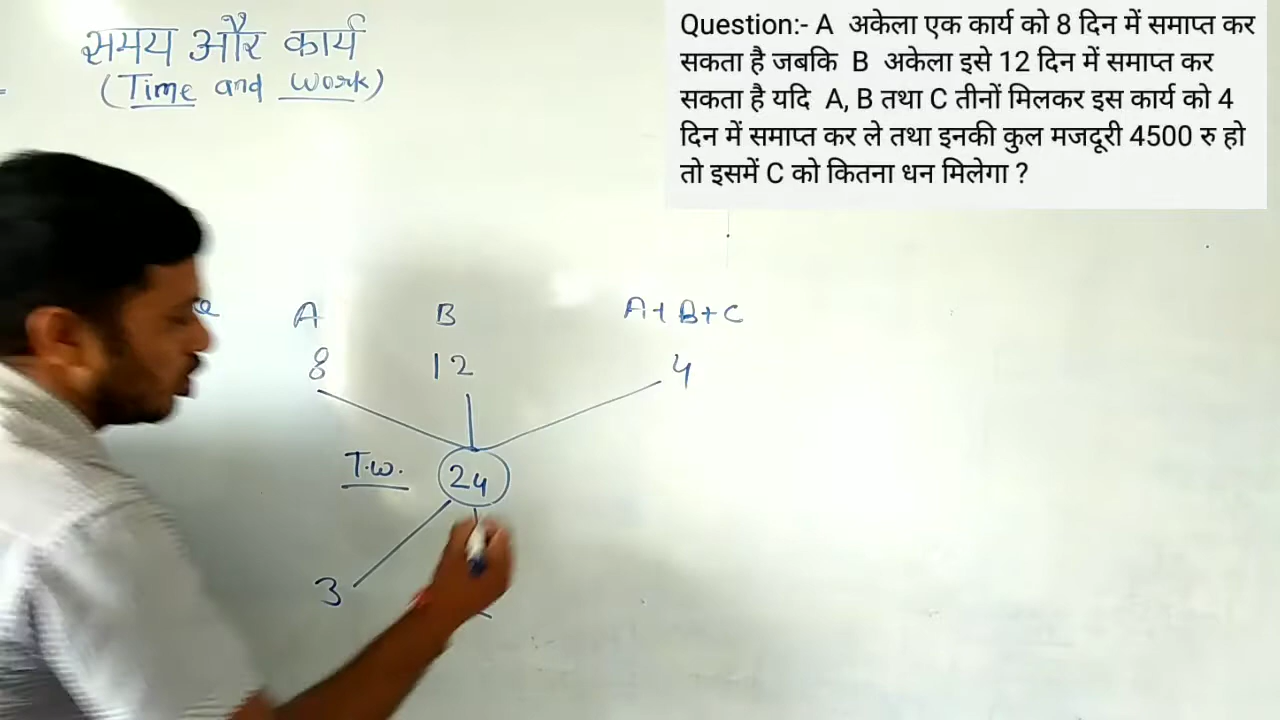 समय और कार्य
(Time and Work)
Question:- A अकेला एक कार्य को 8 दिन में समाप्त कर
सकता है जबकि B अकेला इसे 12 दिन में समाप्त कर
सकता है यदि A, B तथा C तीनों मिलकर इस कार्य को 4
दिन में समाप्त कर ले तथा इनकी कुल मजदूरी 4500 रु हो
तो इसमें C को कितना धन मिलेगा ?
A B A+B+C
8 12 4
T.W. 24
3